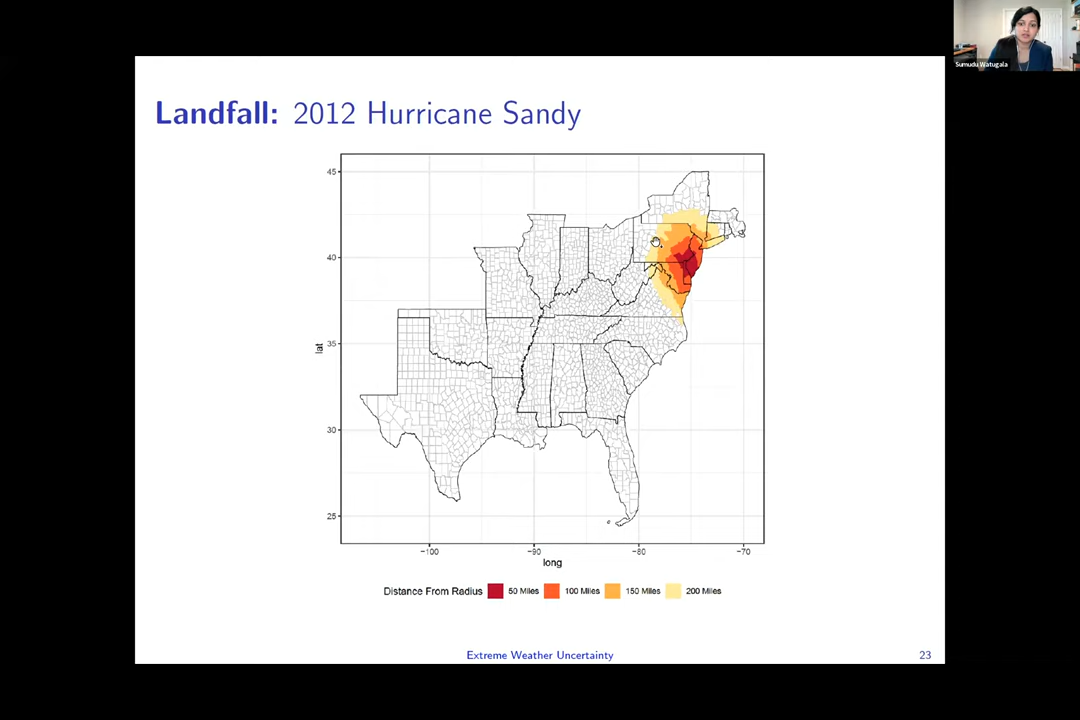 Sumudu Watugala
Landfall: 2012 Hurricane Sandy
45
40
35
lat
30
25
−100 −90 −80 −70
long
Distance From Radius 50 Miles 100 Miles 150 Miles 200 Miles
Extreme Weather Uncertainty 23